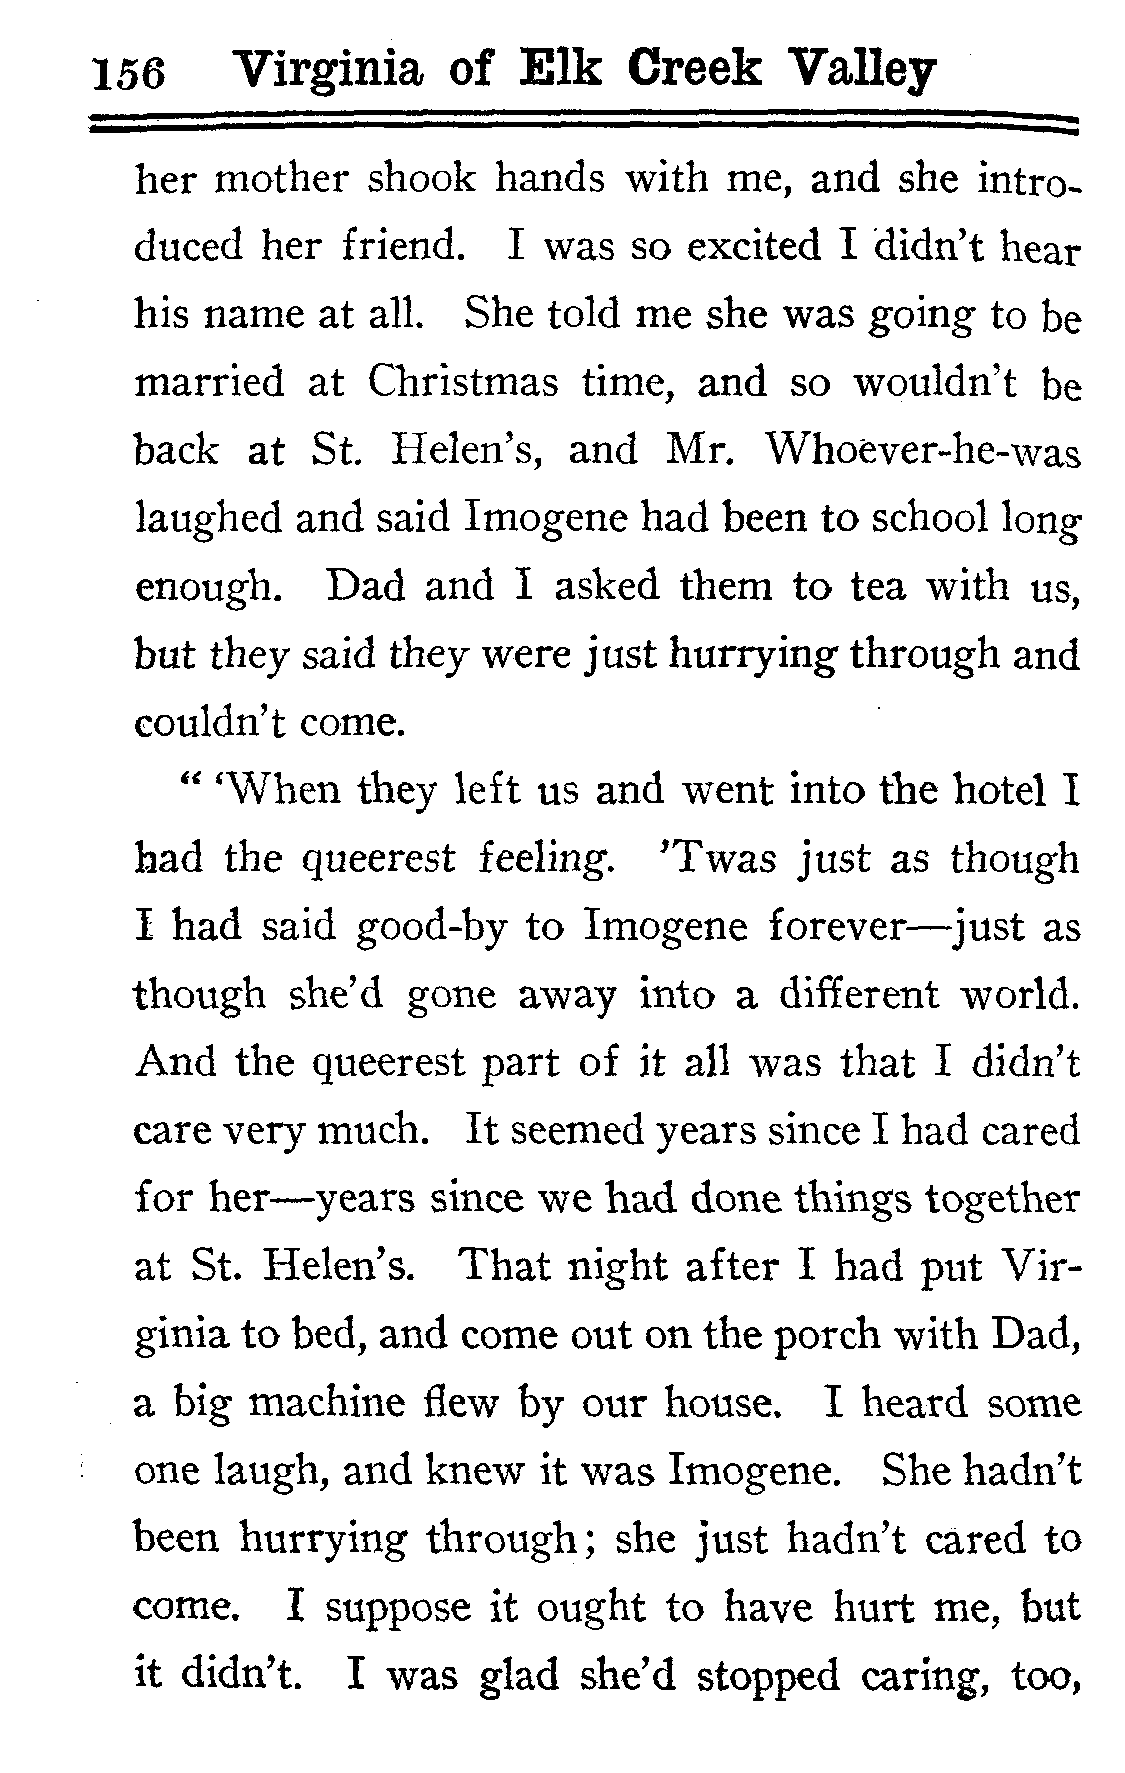 156 Virginia of Elk Creek Valley
her mother shook hands with me, and she intro-
duced her friend. I was so excited I didn't hear
his name at all. She told me she was going to be
married at Christmas time, and so wouldn't be
back at St. Helen's, and Mr. Whoever-he-was
laughed and said Imogene had been to school long
enough. Dad and I asked them to tea with us,
but they said they were just hurrying through and
couldn't come.
" 'When they left us and went into the hotel I
had the queerest feeling. 'Twas just as though
I had said good-by to Imogene forever—just as
though she'd gone away into a different world.
And the queerest part of it all was that I didn't
care very much. It seemed years since I had cared
for her—years since we had done things together
at St. Helen's. That night after I had put Vir-
ginia to bed, and come out on the porch with Dad,
a big machine flew by our house. I heard some
one laugh, and knew it was Imogene. She hadn't
been hurrying through; she just hadn't cared to
come. I suppose it ought to have hurt me, but
it didn't. I was glad she'd stopped caring, too,